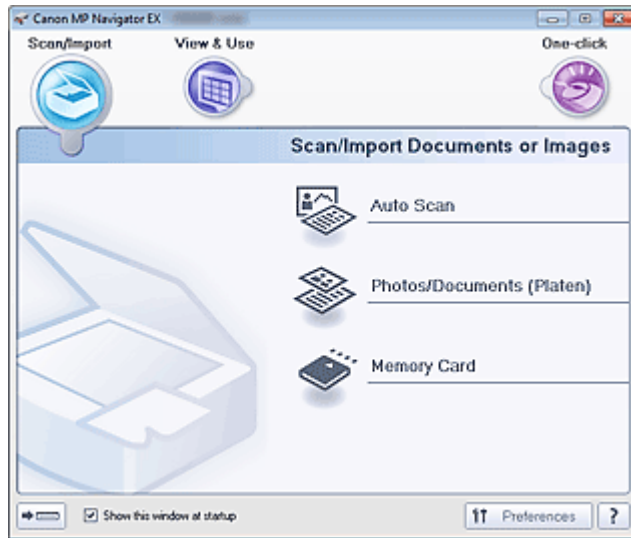 Canon MP Navigator EX
Scan/Import
View & Use
One-click
Scan/Import Documents or Images
Auto Scan
Photos/Documents (Platen)
Memory Card
Show this window at startup
Preferences
?